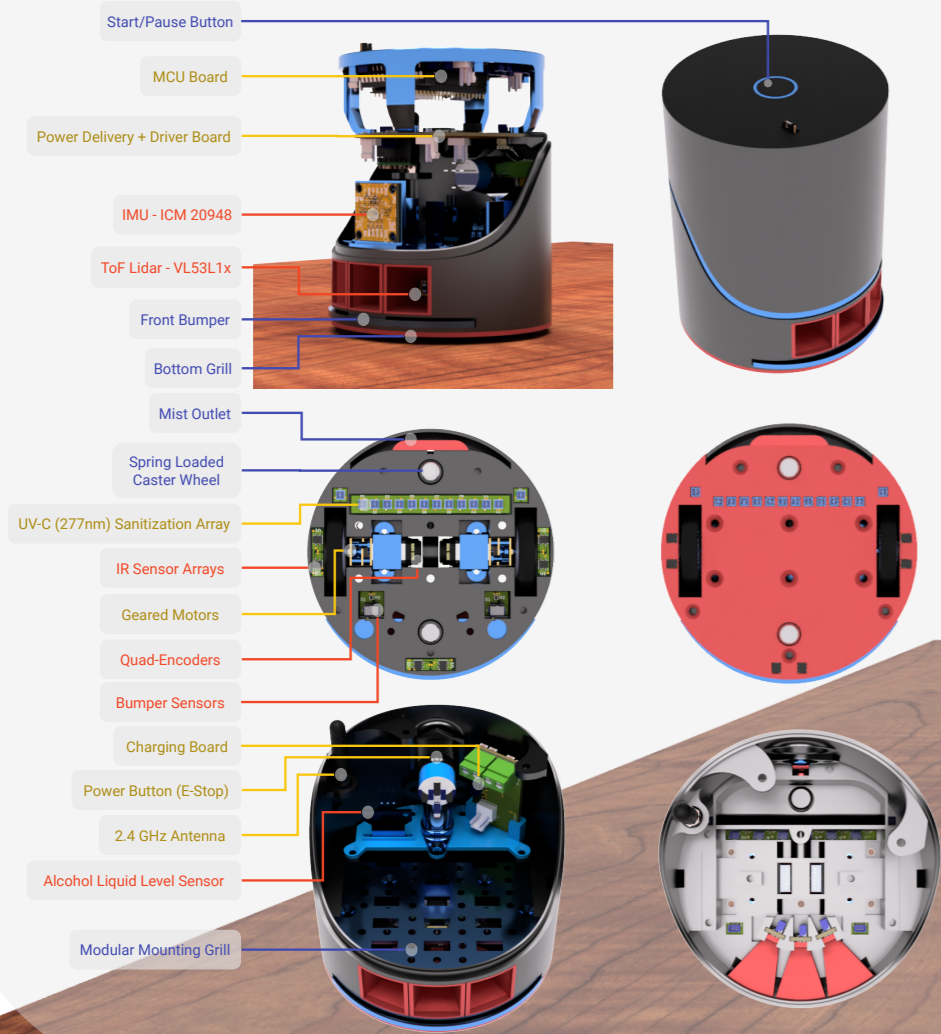 Start/Pause Button
MCU Board
Power Delivery + Driver Board
IMU - ICM 20948
ToF Lidar - VL53L1x
Front Bumper
Bottom Grill
Mist Outlet
Spring Loaded
Caster Wheel
UV-C (277nm) Sanitization Array
IR Sensor Arrays
Geared Motors
Quad-Encoders
Bumper Sensors
Charging Board
Power Button (E-Stop)
2.4 GHz Antenna
Alcohol Liquid Level Sensor
Modular Mounting Grill